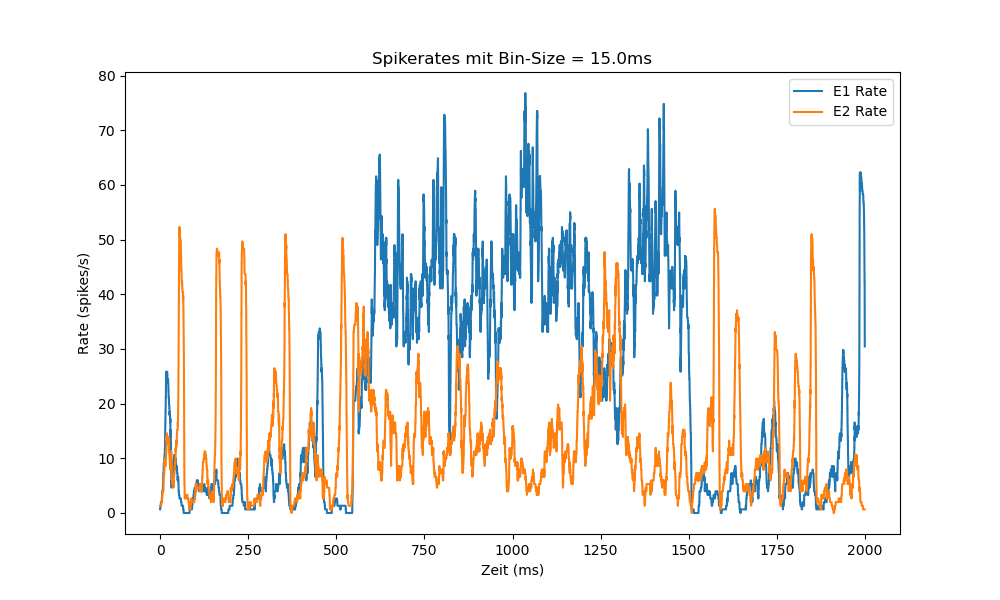 Spikerates mit Bin-Size = 15.0ms
E1 Rate
E2 Rate
Rate (spikes/s)
80
70
60
50
40
30
20
10
0
0 250 500 750 1000 1250 1500 1750 2000
Zeit (ms)